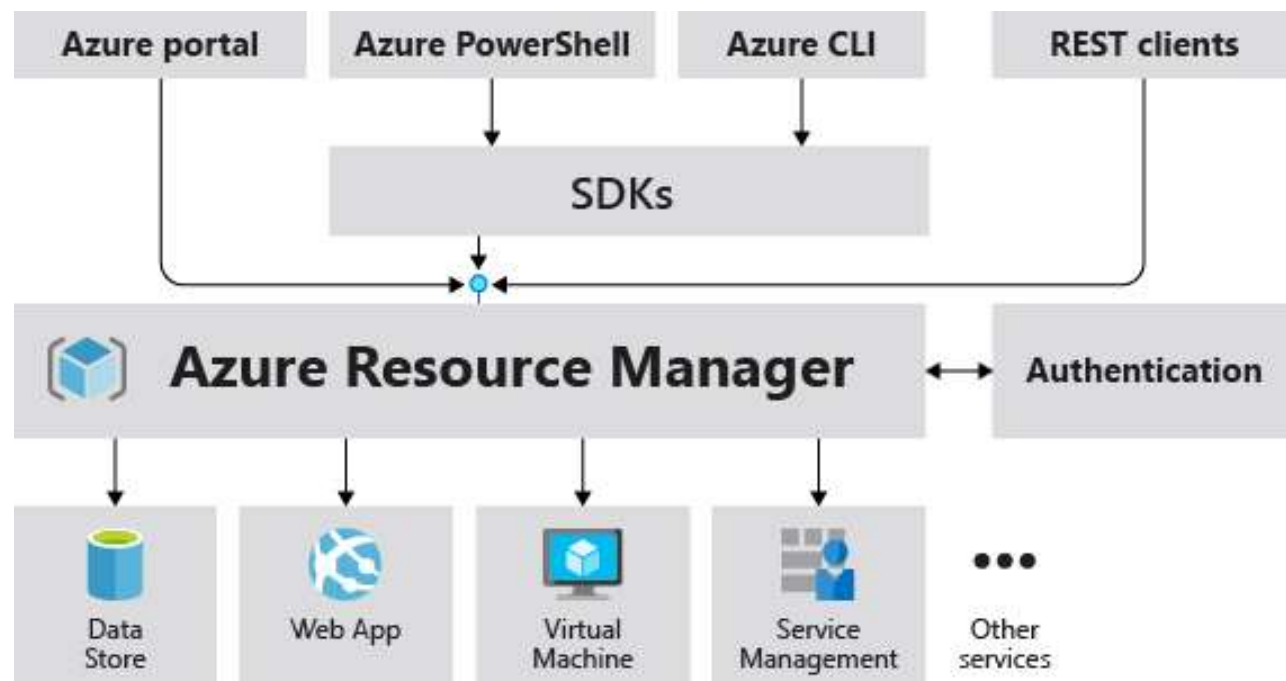 Azure portal
Azure PowerShell
Azure CLI
REST clients
SDKs
Azure Resource Manager
Authentication
Data
Store
Web App
Virtual
Machine
Service
Management
Other
services